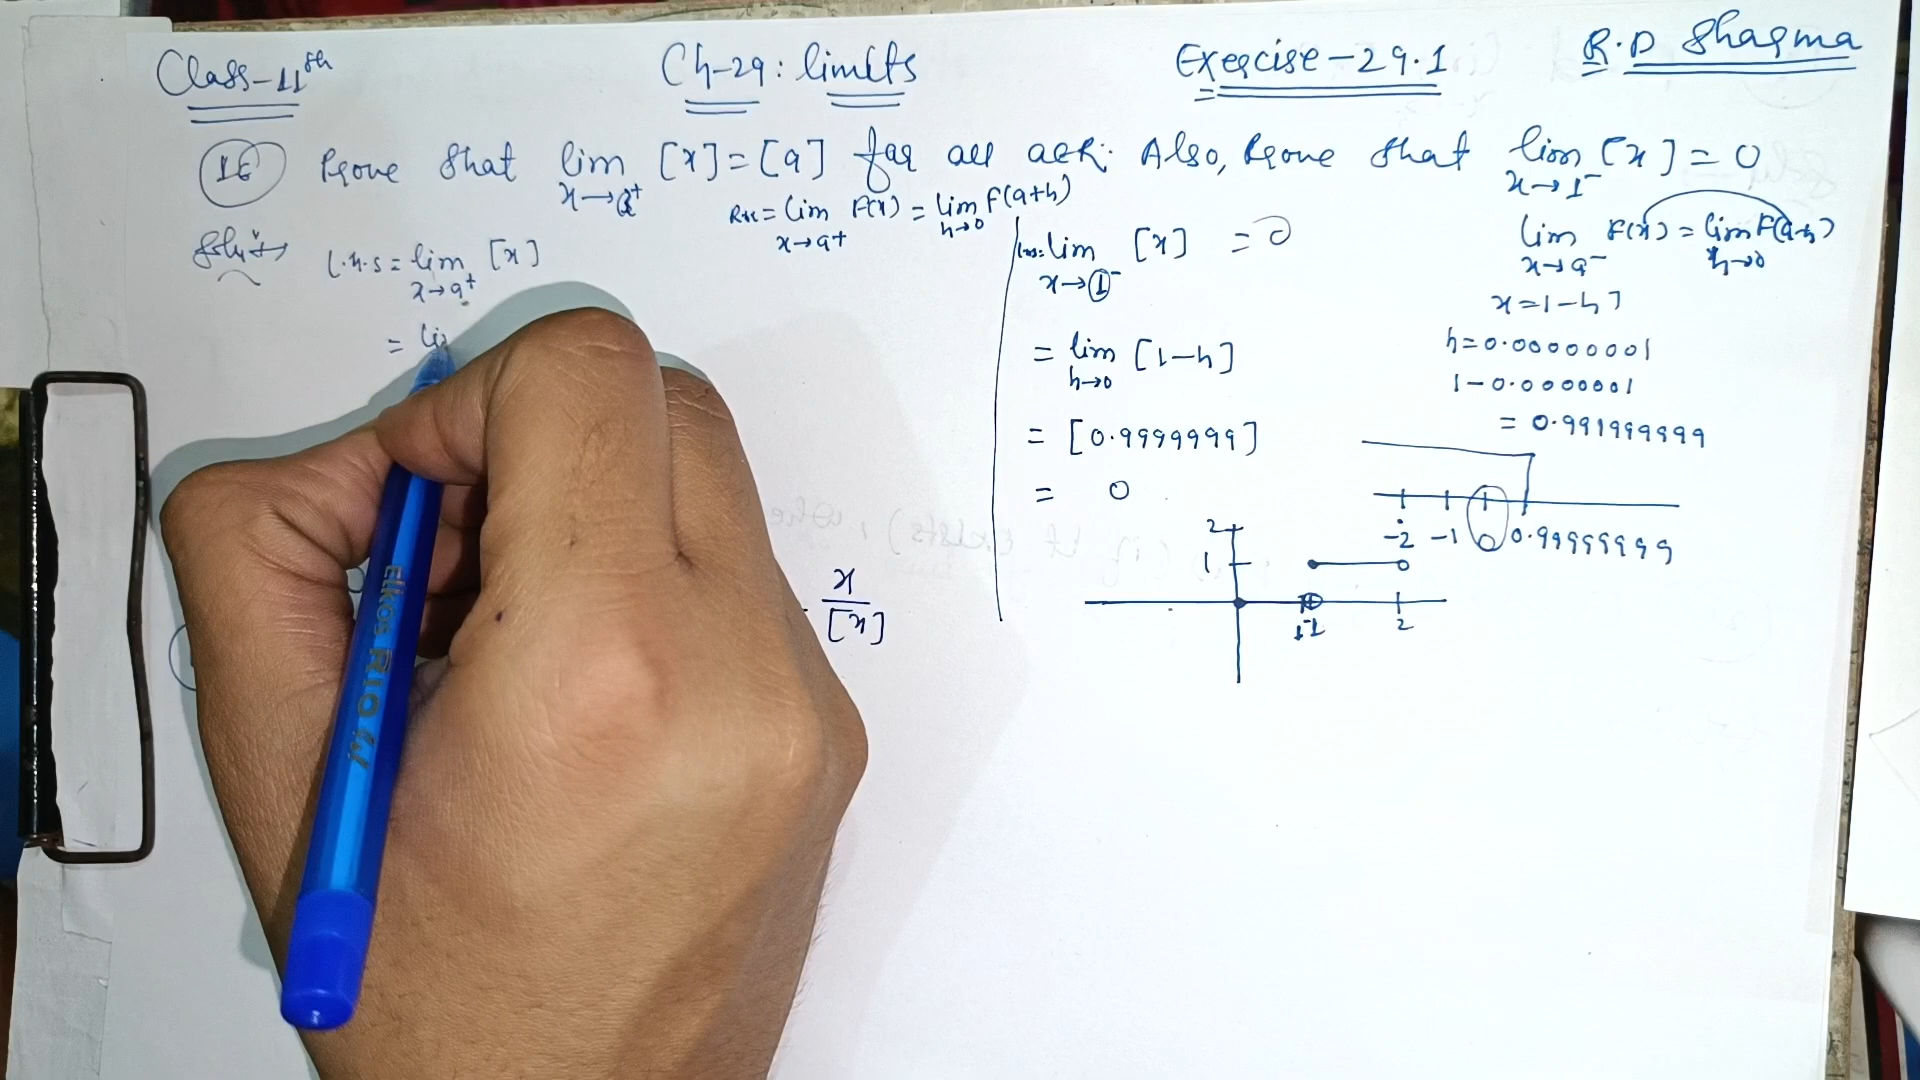 Class-11th Ch-29: limits Exercise-29.1 R.D Sharma
16 Prove that lim [x] = [a] for all a∈R. Also, Prove that lim [x] = 0
x→a+ x→1-
RHL = lim F(x) = lim F(a+h)
x→a+ h→0
Soln→ L.H.S = lim [x]
x→a+
= lim
lim [x] = 0
x→1-
= lim [1-h]
h→0
= [0.9999999]
= 0
lim F(x) = lim F(a-h)
x→a- h→0
x=1-h
h=0.00000001
1-0.0000001
= 0.991999999
-2 -1 0 0.99999999
2
1
1 2
x
[x]
Elkos RIO